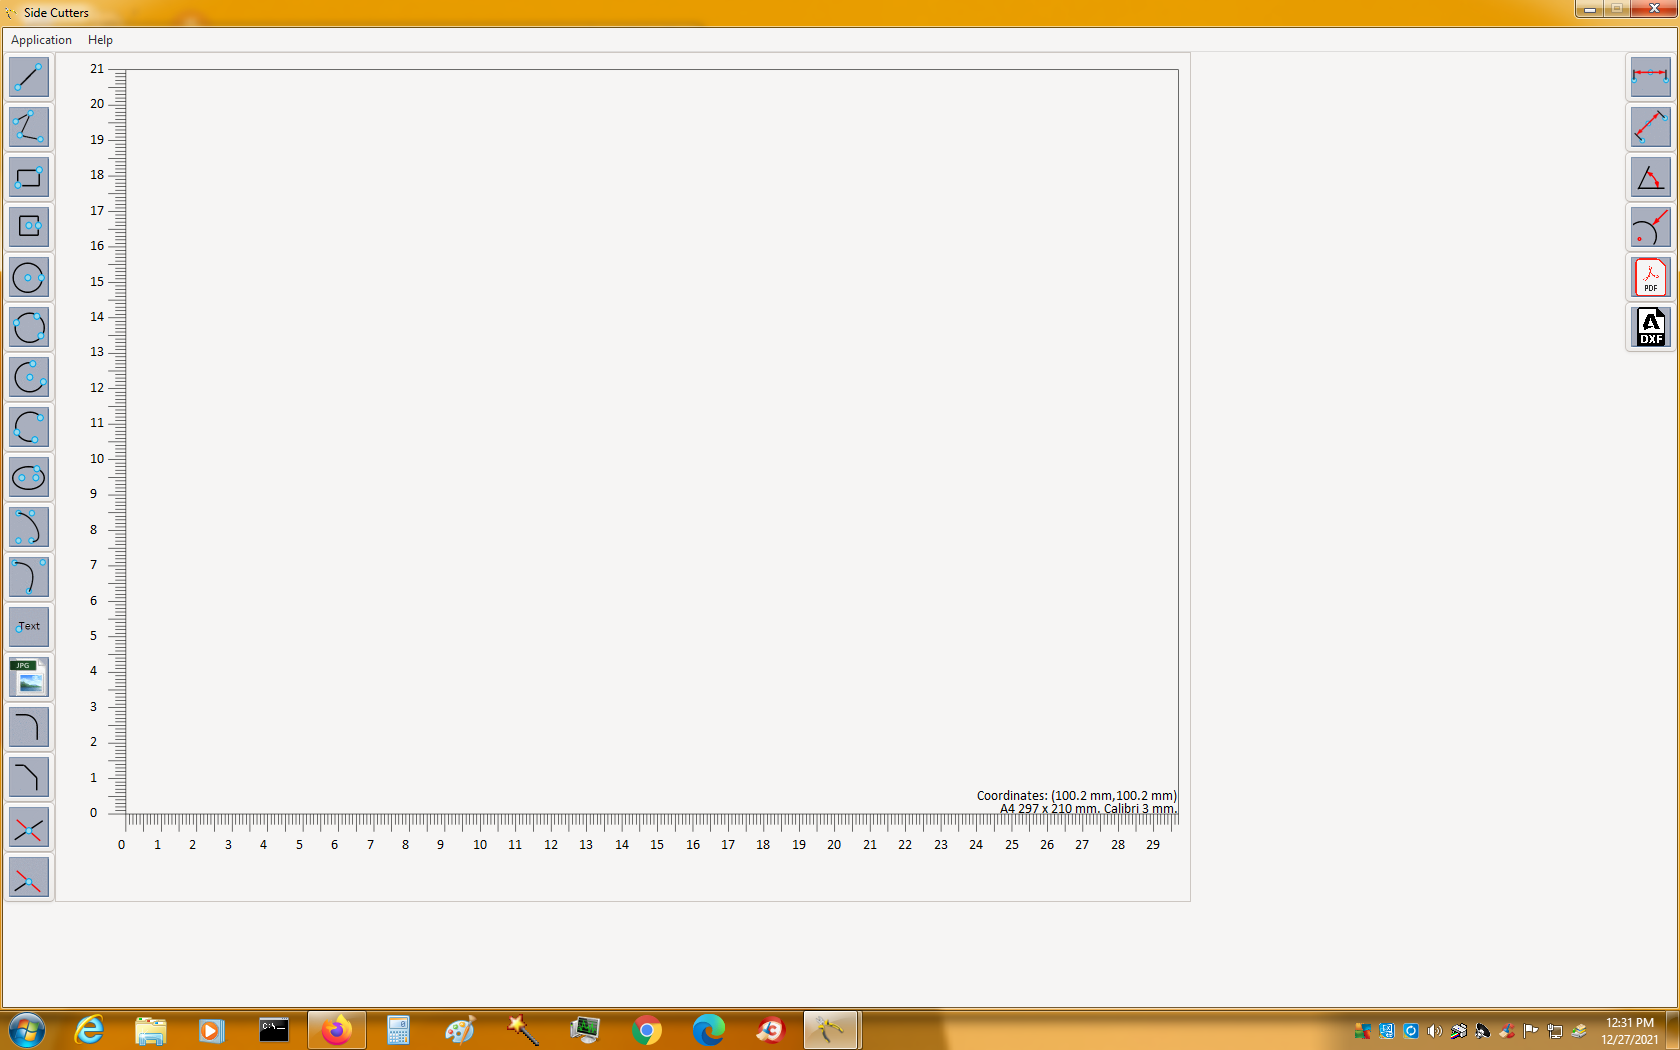 Side Cutters
Application Help
21
20
19
18
17
16
15
14
13
12
11
10
9
8
7
6
5
4
3
2
1
0
Text
JPG
PDF
DXF
Coordinates: (100.2 mm,100.2 mm)
A4 297 x 210 mm. Calibri 3 mm.
0 1 2 3 4 5 6 7 8 9 10 11 12 13 14 15 16 17 18 19 20 21 22 23 24 25 26 27 28 29
C:\
12:31 PM
12/27/2021